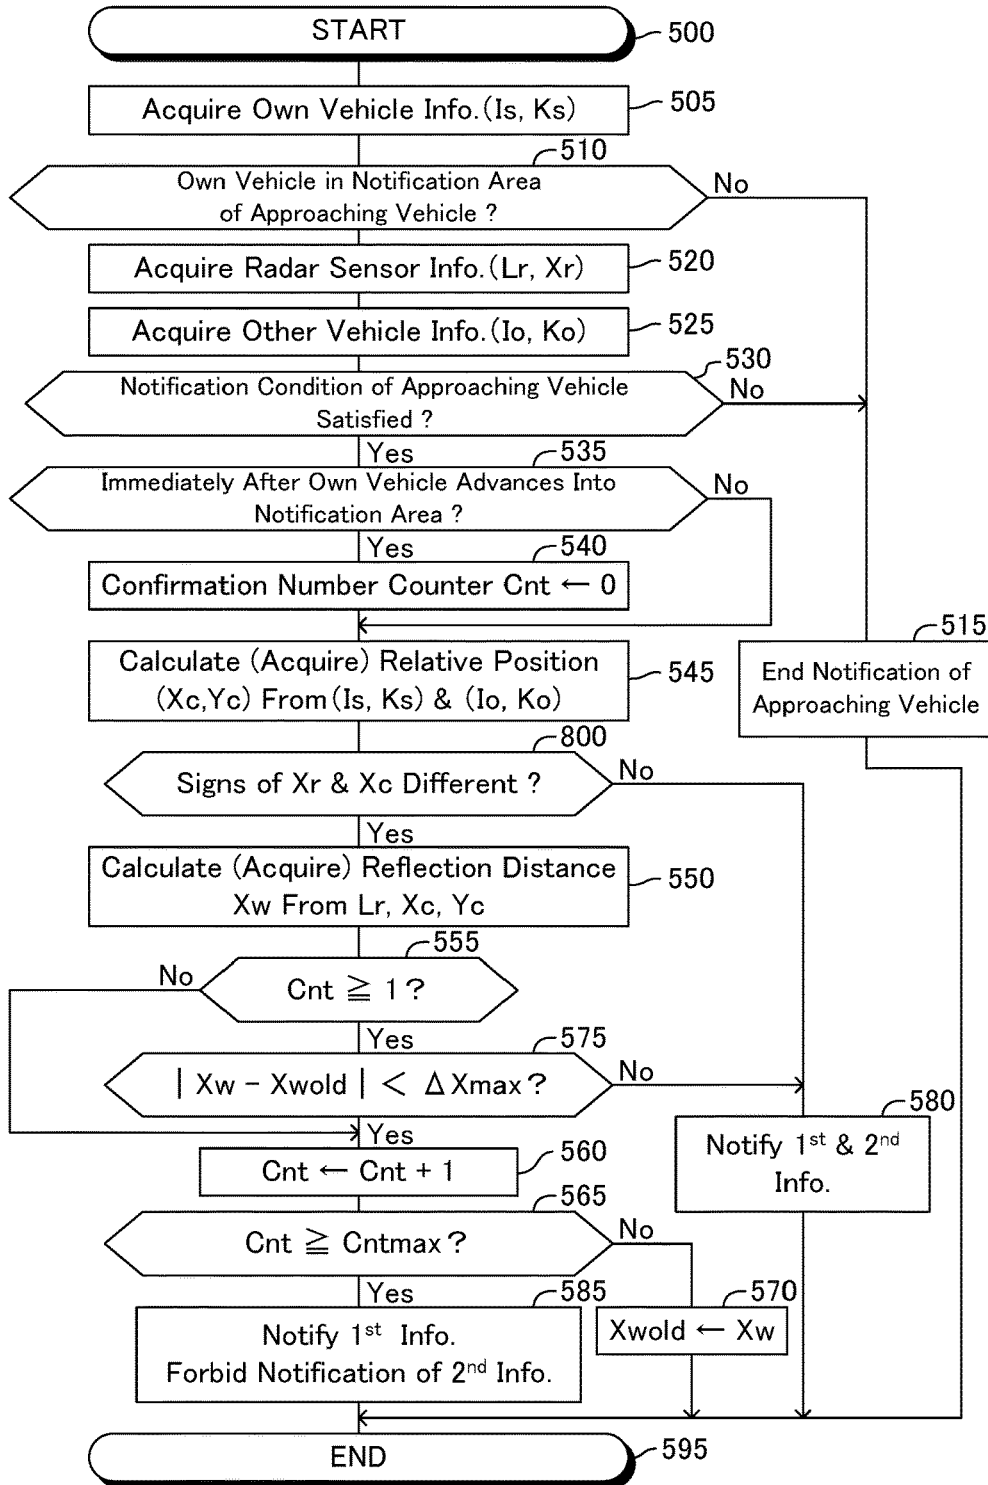 START
500
Acquire Own Vehicle Info.(Is, Ks)
505
510
Own Vehicle in Notification Area
of Approaching Vehicle ?
No
Acquire Radar Sensor Info.(Lr, Xr)
520
Acquire Other Vehicle Info.(Io, Ko)
525
530
Notification Condition of Approaching Vehicle
Satisfied ?
No
Yes
535
Immediately After Own Vehicle Advances Into
Notification Area ?
No
Yes
540
Confirmation Number Counter Cnt ← 0
515
End Notification of
Approaching Vehicle
Calculate (Acquire) Relative Position
(Xc,Yc) From (Is, Ks) & (Io, Ko)
545
800
Signs of Xr & Xc Different ?
No
Yes
Calculate (Acquire) Reflection Distance
Xw From Lr, Xc, Yc
550
555
No
Cnt ≧ 1 ?
Yes
575
| Xw − Xwold | < Δ Xmax ?
No
Yes
580
Notify 1st & 2nd
Info.
Cnt ← Cnt + 1
560
565
Cnt ≧ Cntmax ?
No
Yes
585
Notify 1st Info.
Forbid Notification of 2nd Info.
570
Xwold ← Xw
END
595